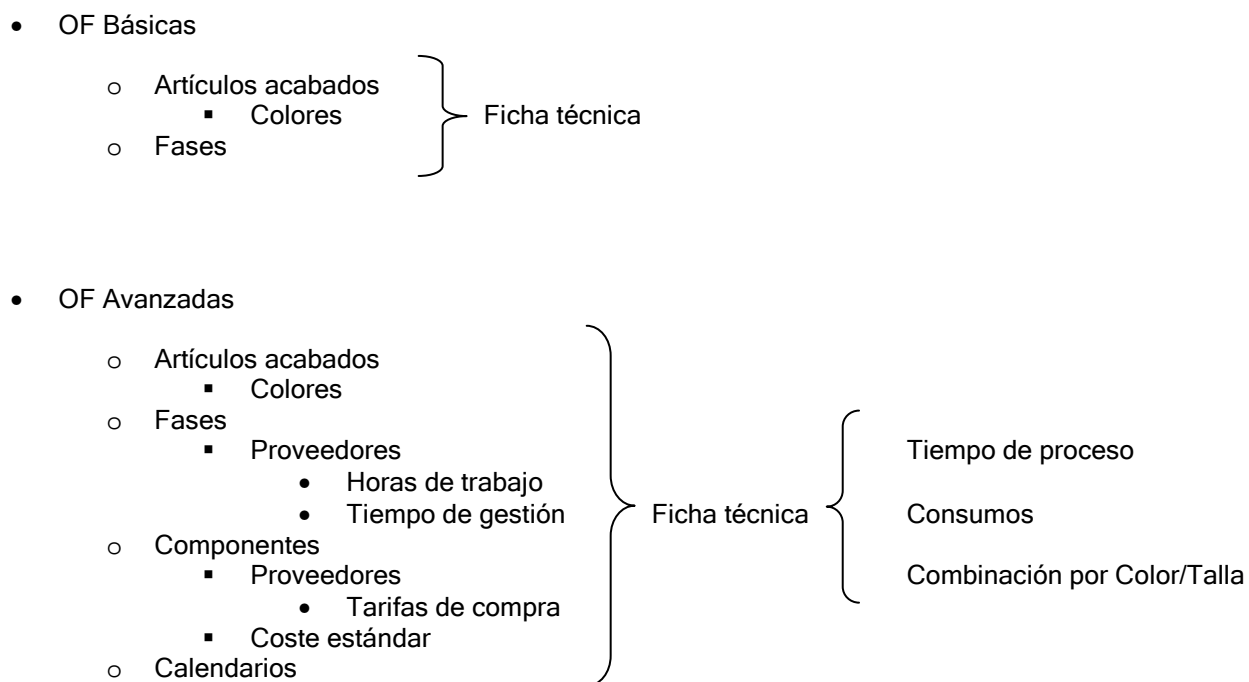 • OF Básicas
o Artículos acabados
▪ Colores
Ficha técnica
o Fases
• OF Avanzadas
o Artículos acabados
▪ Colores
o Fases
▪ Proveedores
Tiempo de proceso
• Horas de trabajo
• Tiempo de gestión
Ficha técnica
Consumos
o Componentes
▪ Proveedores
Combinación por Color/Talla
• Tarifas de compra
▪ Coste estándar
o Calendarios